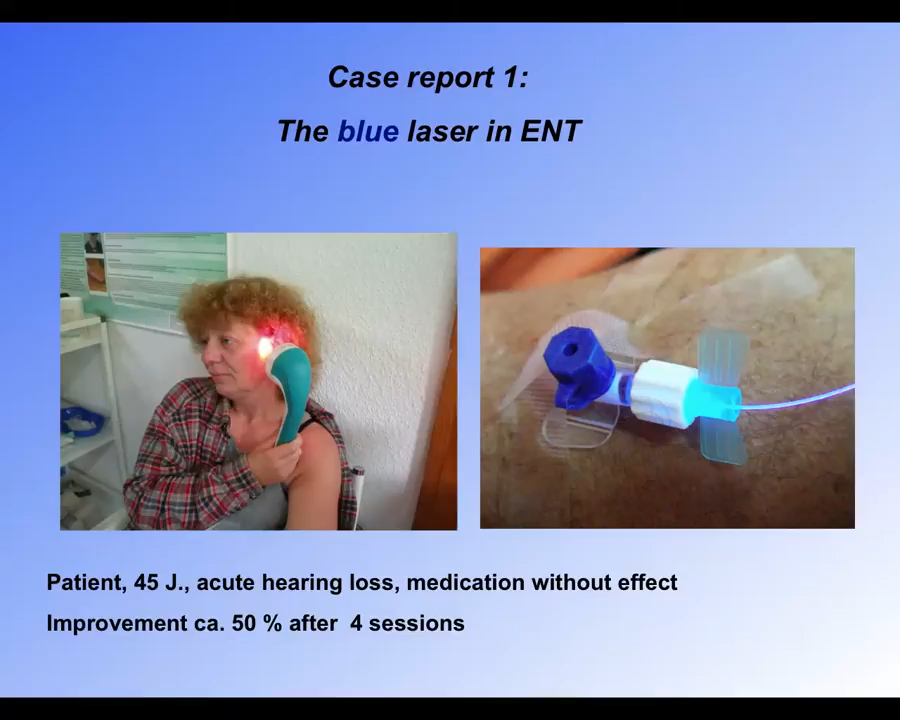 Case report 1:
The blue laser in ENT
Patient, 45 J., acute hearing loss, medication without effect
Improvement ca. 50 % after 4 sessions